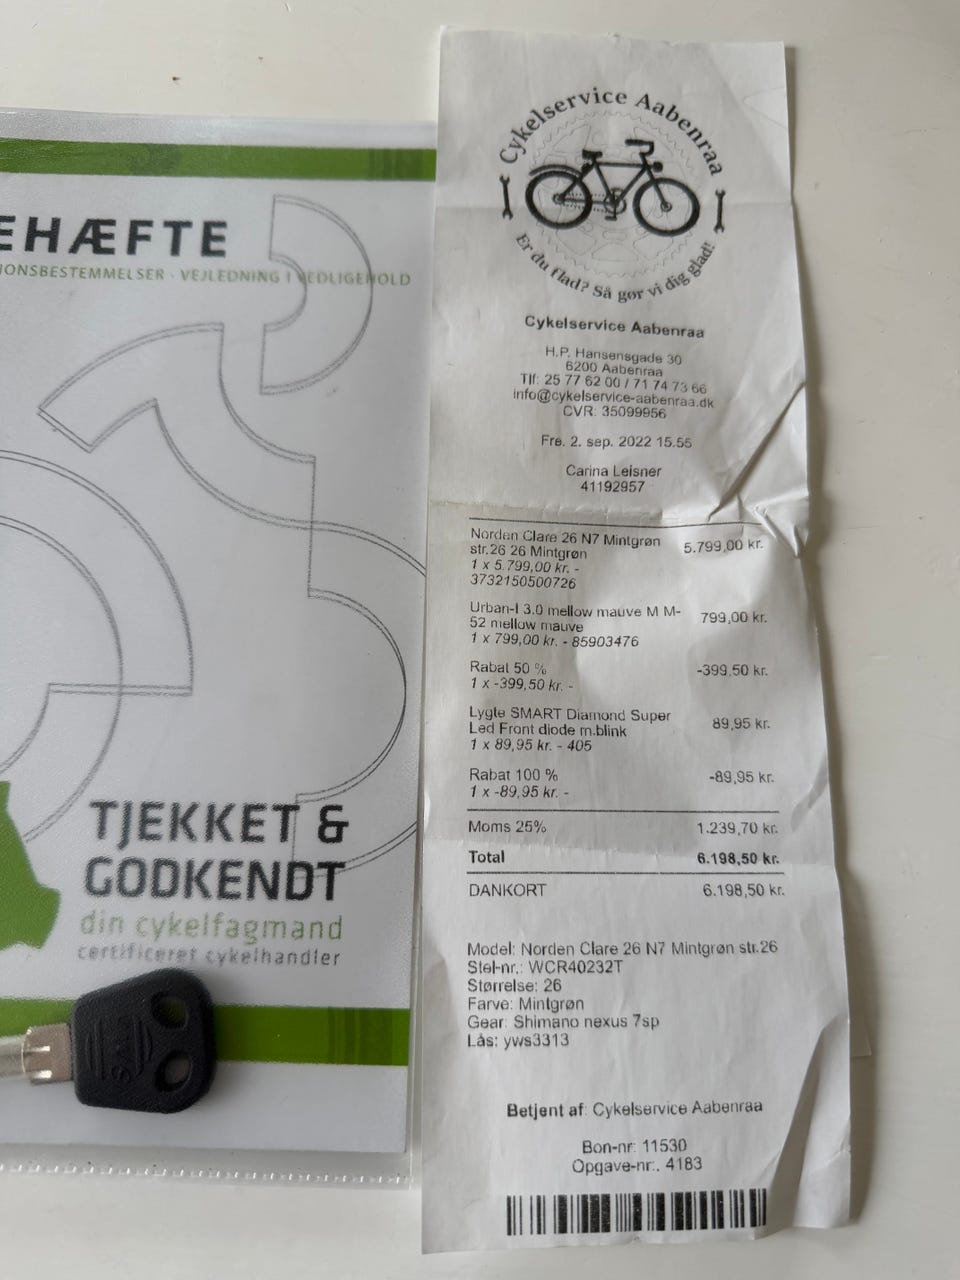 EHÆFTE
IONSBESTEMMELSER · VEJLEDNING I VEDLIGEHOLD
TJEKKET &
GODKENDT
din cykelfagmand
certificeret cykelhandler
Cykelservice Aabenraa
Er du flad? Så gør vi dig glad!
Cykelservice Aabenraa
H.P. Hansensgade 30
6200 Aabenraa
Tlf: 25 77 62 00 / 71 74 73 66
info@cykelservice-aabenraa.dk
CVR: 35099956
Fre. 2. sep. 2022 15.55
Carina Leisner
41192957
Norden Clare 26 N7 Mintgrøn 5.799,00 kr.
str.26 26 Mintgrøn
1 x 5.799,00 kr. -
3732150500726
Urban-I 3.0 mellow mauve M M- 799,00 kr.
52 mellow mauve
1 x 799,00 kr. - 85903476
Rabat 50 % -399,50 kr.
1 x -399,50 kr. -
Lygte SMART Diamond Super 89,95 kr.
Led Front diode m.blink
1 x 89,95 kr. - 405
Rabat 100 % -89,95 kr.
1 x -89,95 kr. -
Moms 25% 1.239,70 kr.
Total 6.198,50 kr.
DANKORT 6.198,50 kr.
Model: Norden Clare 26 N7 Mintgrøn str.26
Stel-nr.: WCR40232T
Størrelse: 26
Farve: Mintgrøn
Gear: Shimano nexus 7sp
Lås: yws3313
Betjent af: Cykelservice Aabenraa
Bon-nr: 11530
Opgave-nr.: 4183